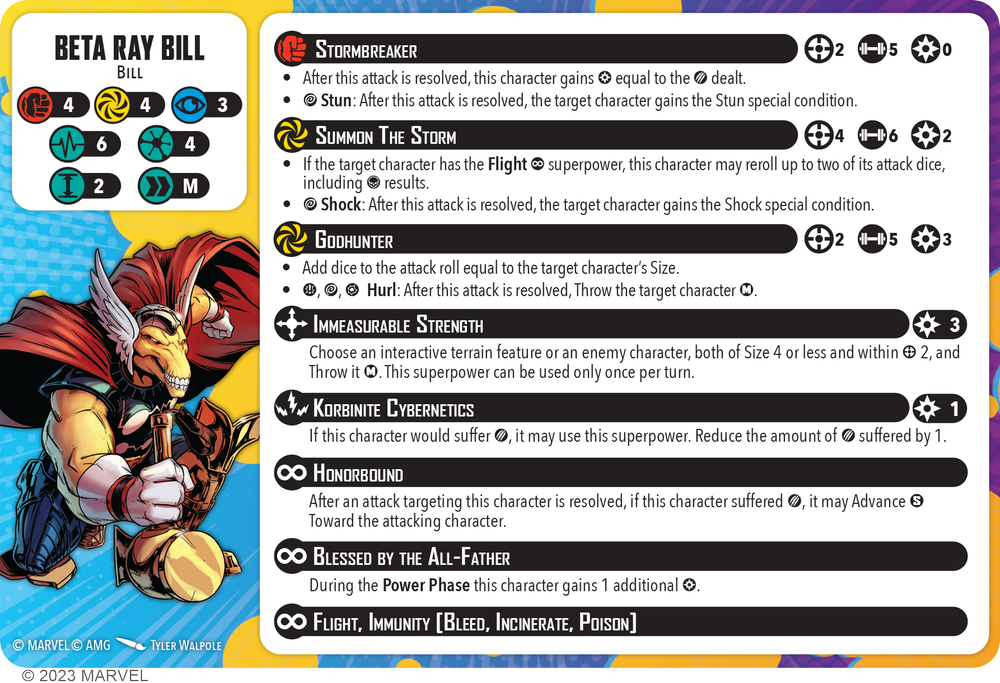 BETA RAY BILL
BILL
4 4 3
6 4
2 M
STORMBREAKER 2 5 0
• After this attack is resolved, this character gains equal to the dealt.
• Stun: After this attack is resolved, the target character gains the Stun special condition.
SUMMON THE STORM 4 6 2
• If the target character has the Flight superpower, this character may reroll up to two of its attack dice,
including results.
• Shock: After this attack is resolved, the target character gains the Shock special condition.
GODHUNTER 2 5 3
• Add dice to the attack roll equal to the target character's Size.
• , , Hurl: After this attack is resolved, Throw the target character M.
IMMEASURABLE STRENGTH 3
Choose an interactive terrain feature or an enemy character, both of Size 4 or less and within 2, and
Throw it M. This superpower can be used only once per turn.
KORBINITE CYBERNETICS 1
If this character would suffer , it may use this superpower. Reduce the amount of suffered by 1.
HONORBOUND
After an attack targeting this character is resolved, if this character suffered , it may Advance S
Toward the attacking character.
BLESSED BY THE ALL-FATHER
During the Power Phase this character gains 1 additional .
FLIGHT, IMMUNITY [BLEED, INCINERATE, POISON]
© MARVEL © AMG TYLER WALPOLE
© 2023 MARVEL